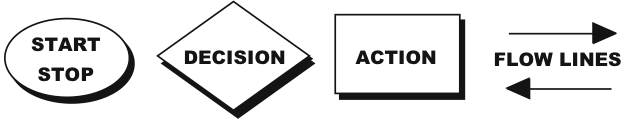 START
STOP
DECISION
ACTION
FLOW LINES